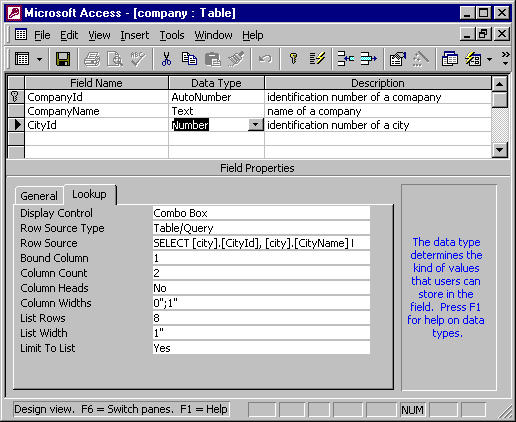 Microsoft Access - [company : Table]
File Edit View Insert Tools Window Help
Field Name Data Type Description
CompanyId AutoNumber identification number of a comapany
CompanyName Text name of a company
CityId Number identification number of a city
Field Properties
General Lookup
Display Control Combo Box
Row Source Type Table/Query
Row Source SELECT [city].[CityId], [city].[CityName]
Bound Column 1
Column Count 2
Column Heads No
Column Widths 0";1"
List Rows 8
List Width 1"
Limit To List Yes
The data type
determines the
kind of values
that users can
store in the
field. Press F1
for help on data
types.
Design view. F6 = Switch panes. F1 = Help NUM